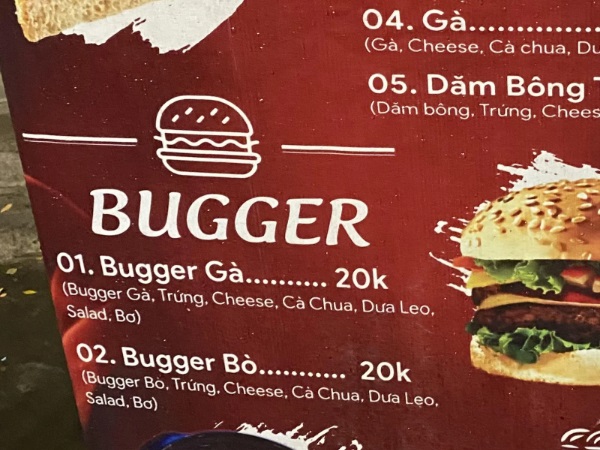 04. Gà
(Gà, Cheese, Cà chua,
05. Dăm Bông
(Dăm bông, Trứng,
BUGGER
01. Bugger Gà........... 20k
(Bugger Gà, Trứng, Cheese, Cà Chua, Dưa Leo,
Salad, Bơ)
02. Bugger Bò............ 20k
(Bugger Bò, Trứng, Cheese, Cà Chua, Dưa Leo,
Salad, Bơ)